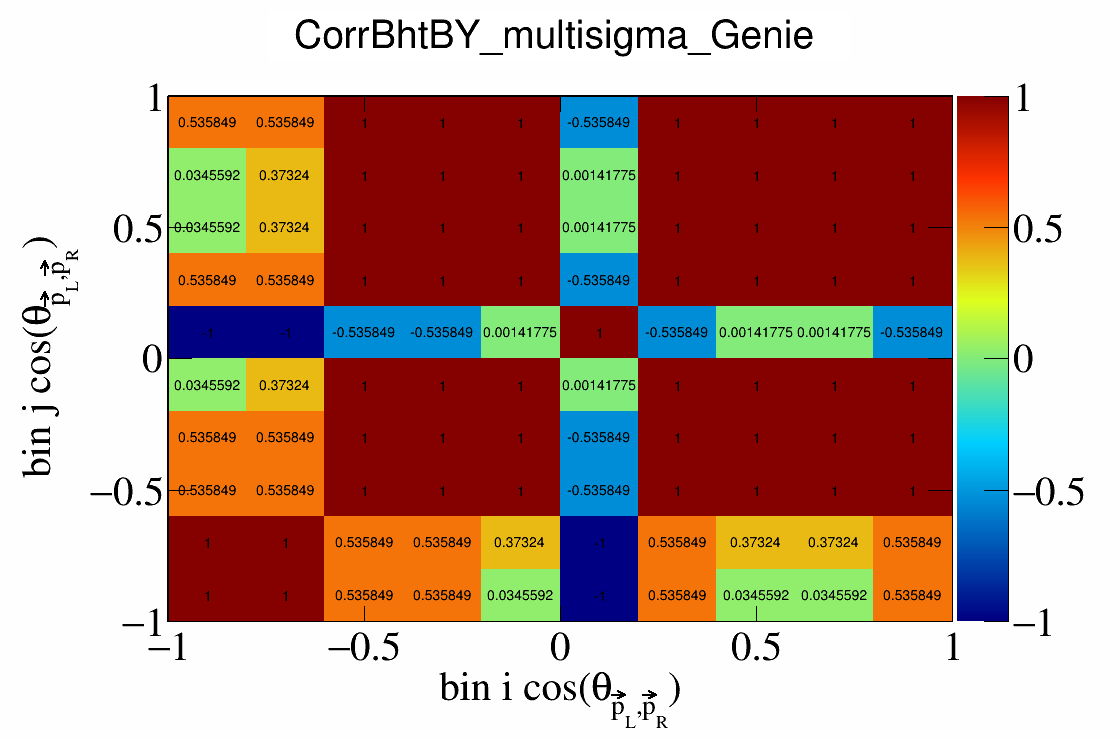 CorrBhtBY_multisigma_Genie
0.535849 0.535849 1 1 1 -0.535849 1 1 1 1
0.0345592 0.37324 1 1 1 0.00141775 1 1 1 1
0.0345592 0.37324 1 1 1 0.00141775 1 1 1 1
0.535849 0.535849 1 1 1 -0.535849 1 1 1 1
-1 -1 -0.535849 -0.535849 0.00141775 1 -0.535849 0.00141775 0.00141775 -0.535849
0.0345592 0.37324 1 1 1 0.00141775 1 1 1 1
0.535849 0.535849 1 1 1 -0.535849 1 1 1 1
0.535849 0.535849 1 1 1 -0.535849 1 1 1 1
1 1 0.535849 0.535849 0.37324 -1 0.535849 0.37324 0.37324 0.535849
1 1 0.535849 0.535849 0.0345592 -1 0.535849 0.0345592 0.0345592 0.535849
1
0.5
0
−0.5
−1
−1 −0.5 0 0.5 1
bin i cos(θ p⃗_L,p⃗_R)
bin j cos(θ p⃗_L,p⃗_R)
1
0.5
0
−0.5
−1